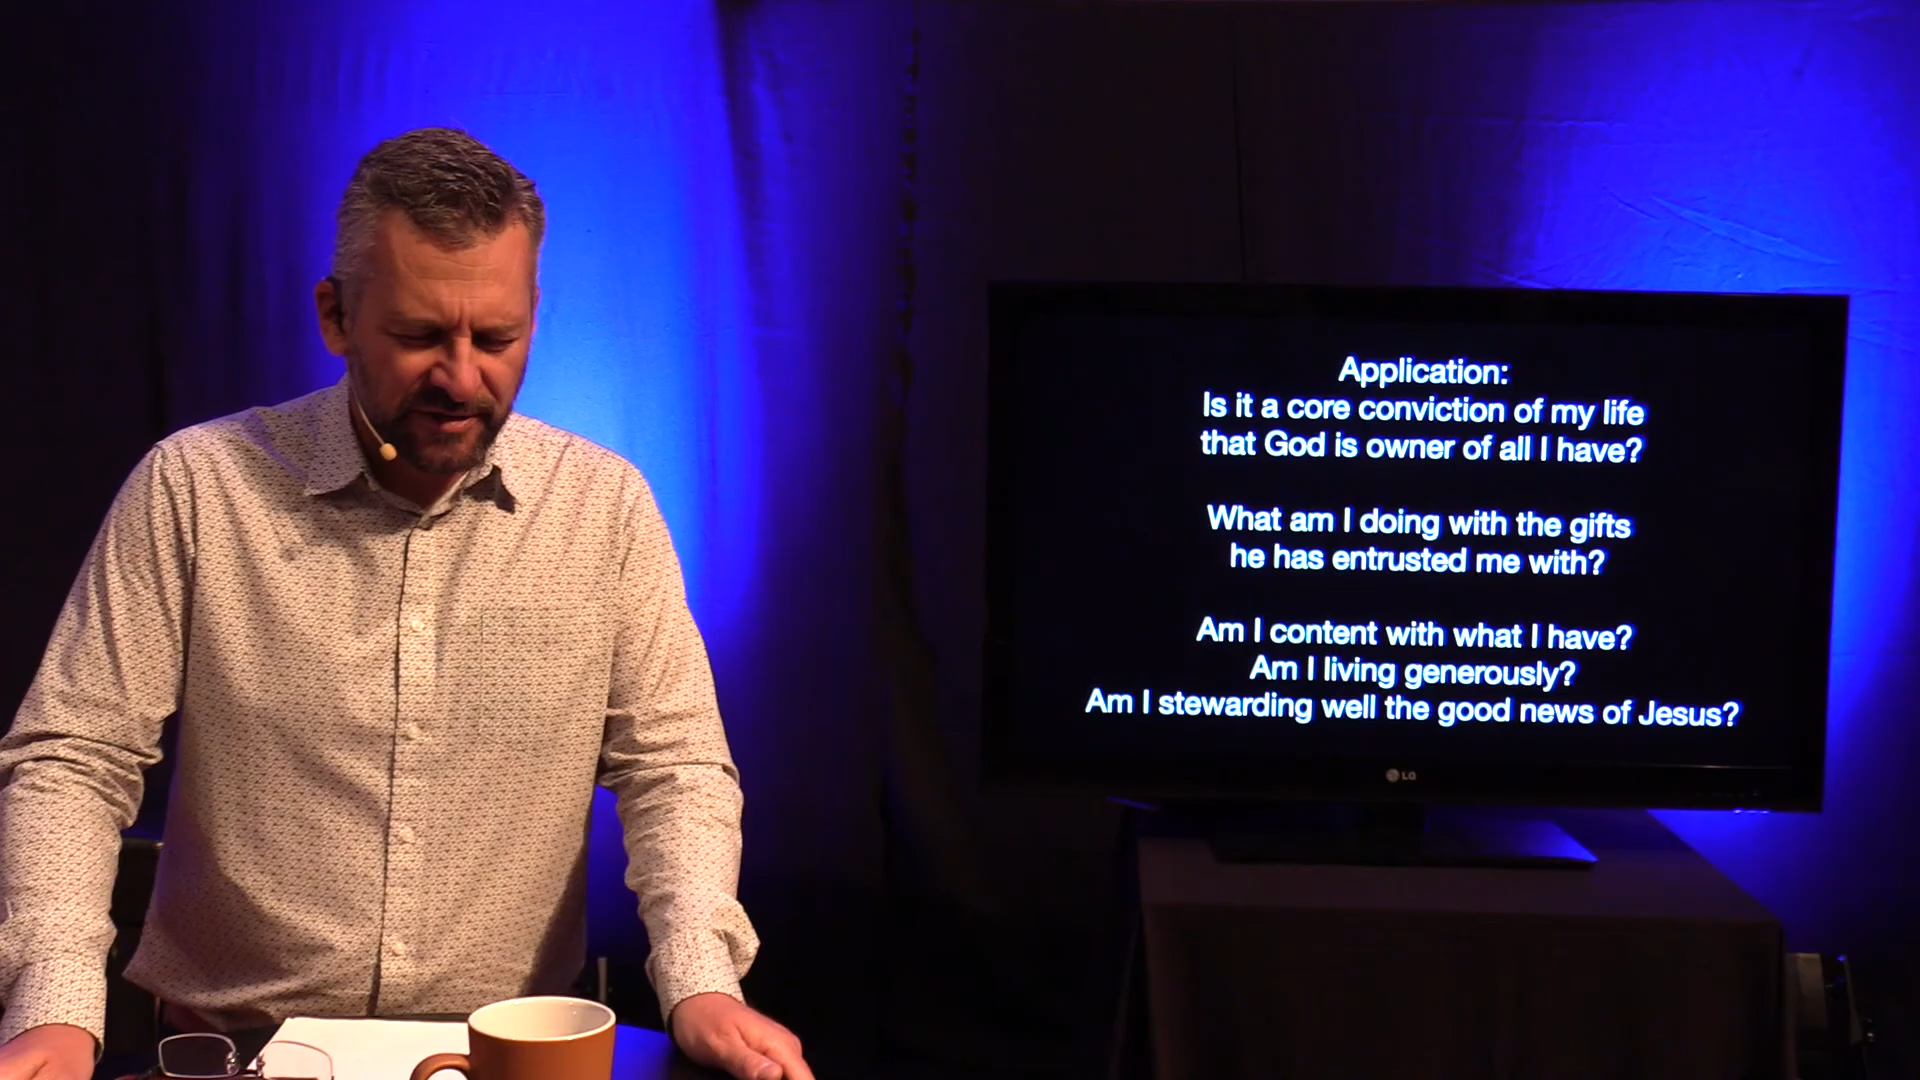 Application:
Is it a core conviction of my life
that God is owner of all I have?
What am I doing with the gifts
he has entrusted me with?
Am I content with what I have?
Am I living generously?
Am I stewarding well the good news of Jesus?
LG